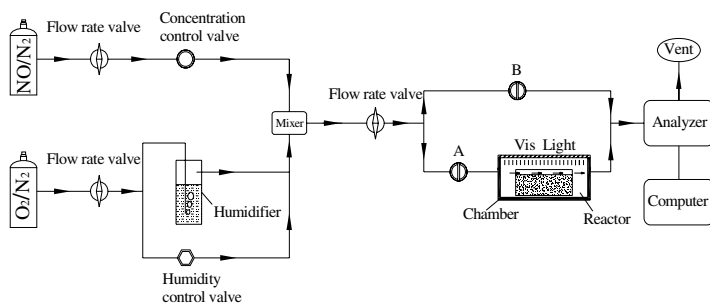 Concentration
control valve
Flow rate valve
NO/N2
B
Flow rate valve
Mixer
Vent
Analyzer
A
Vis Light
Flow rate valve
O2/N2
Humidifier
Chamber
Reactor
Computer
Humidity
control valve